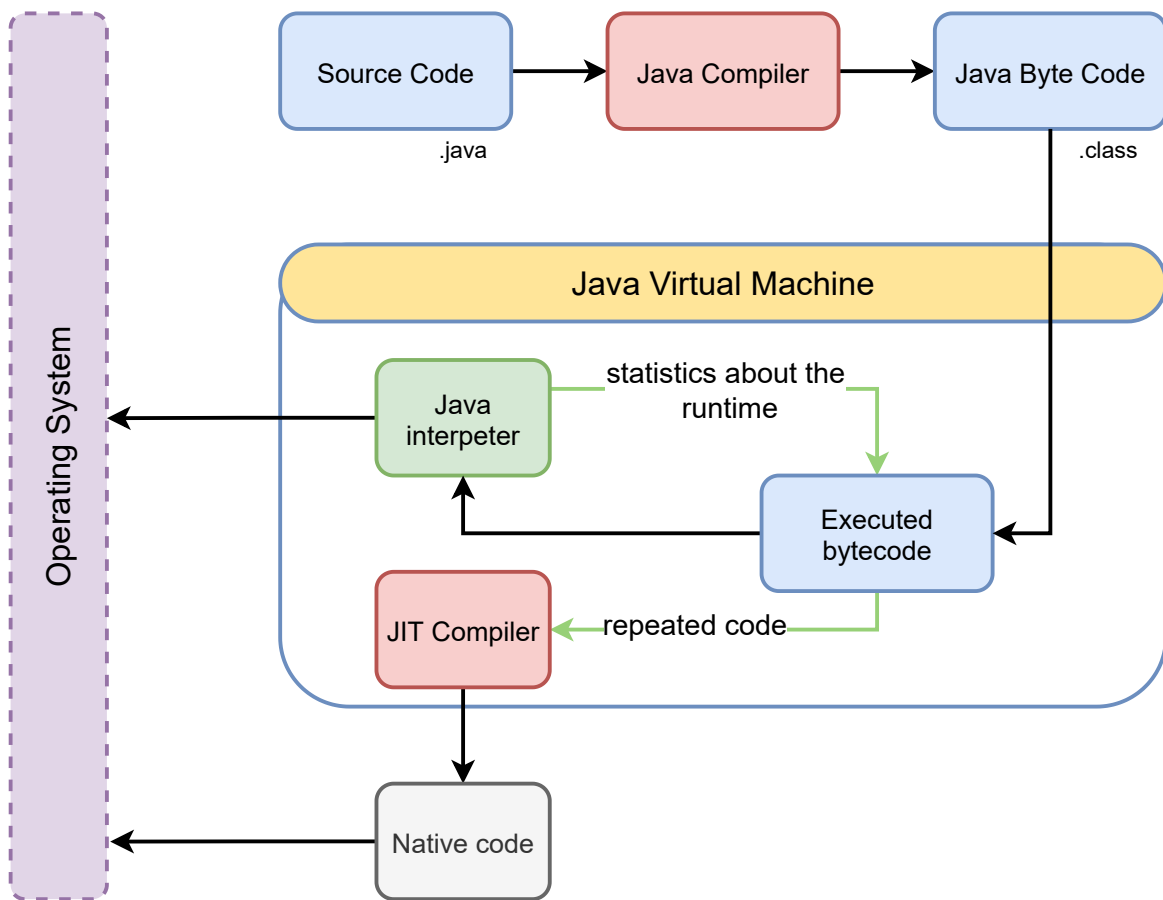 Source Code
Java Compiler
Java Byte Code
.java
.class
Java Virtual Machine
Operating System
Java
interpeter
statistics about the
runtime
Executed
bytecode
JIT Compiler
repeated code
Native code